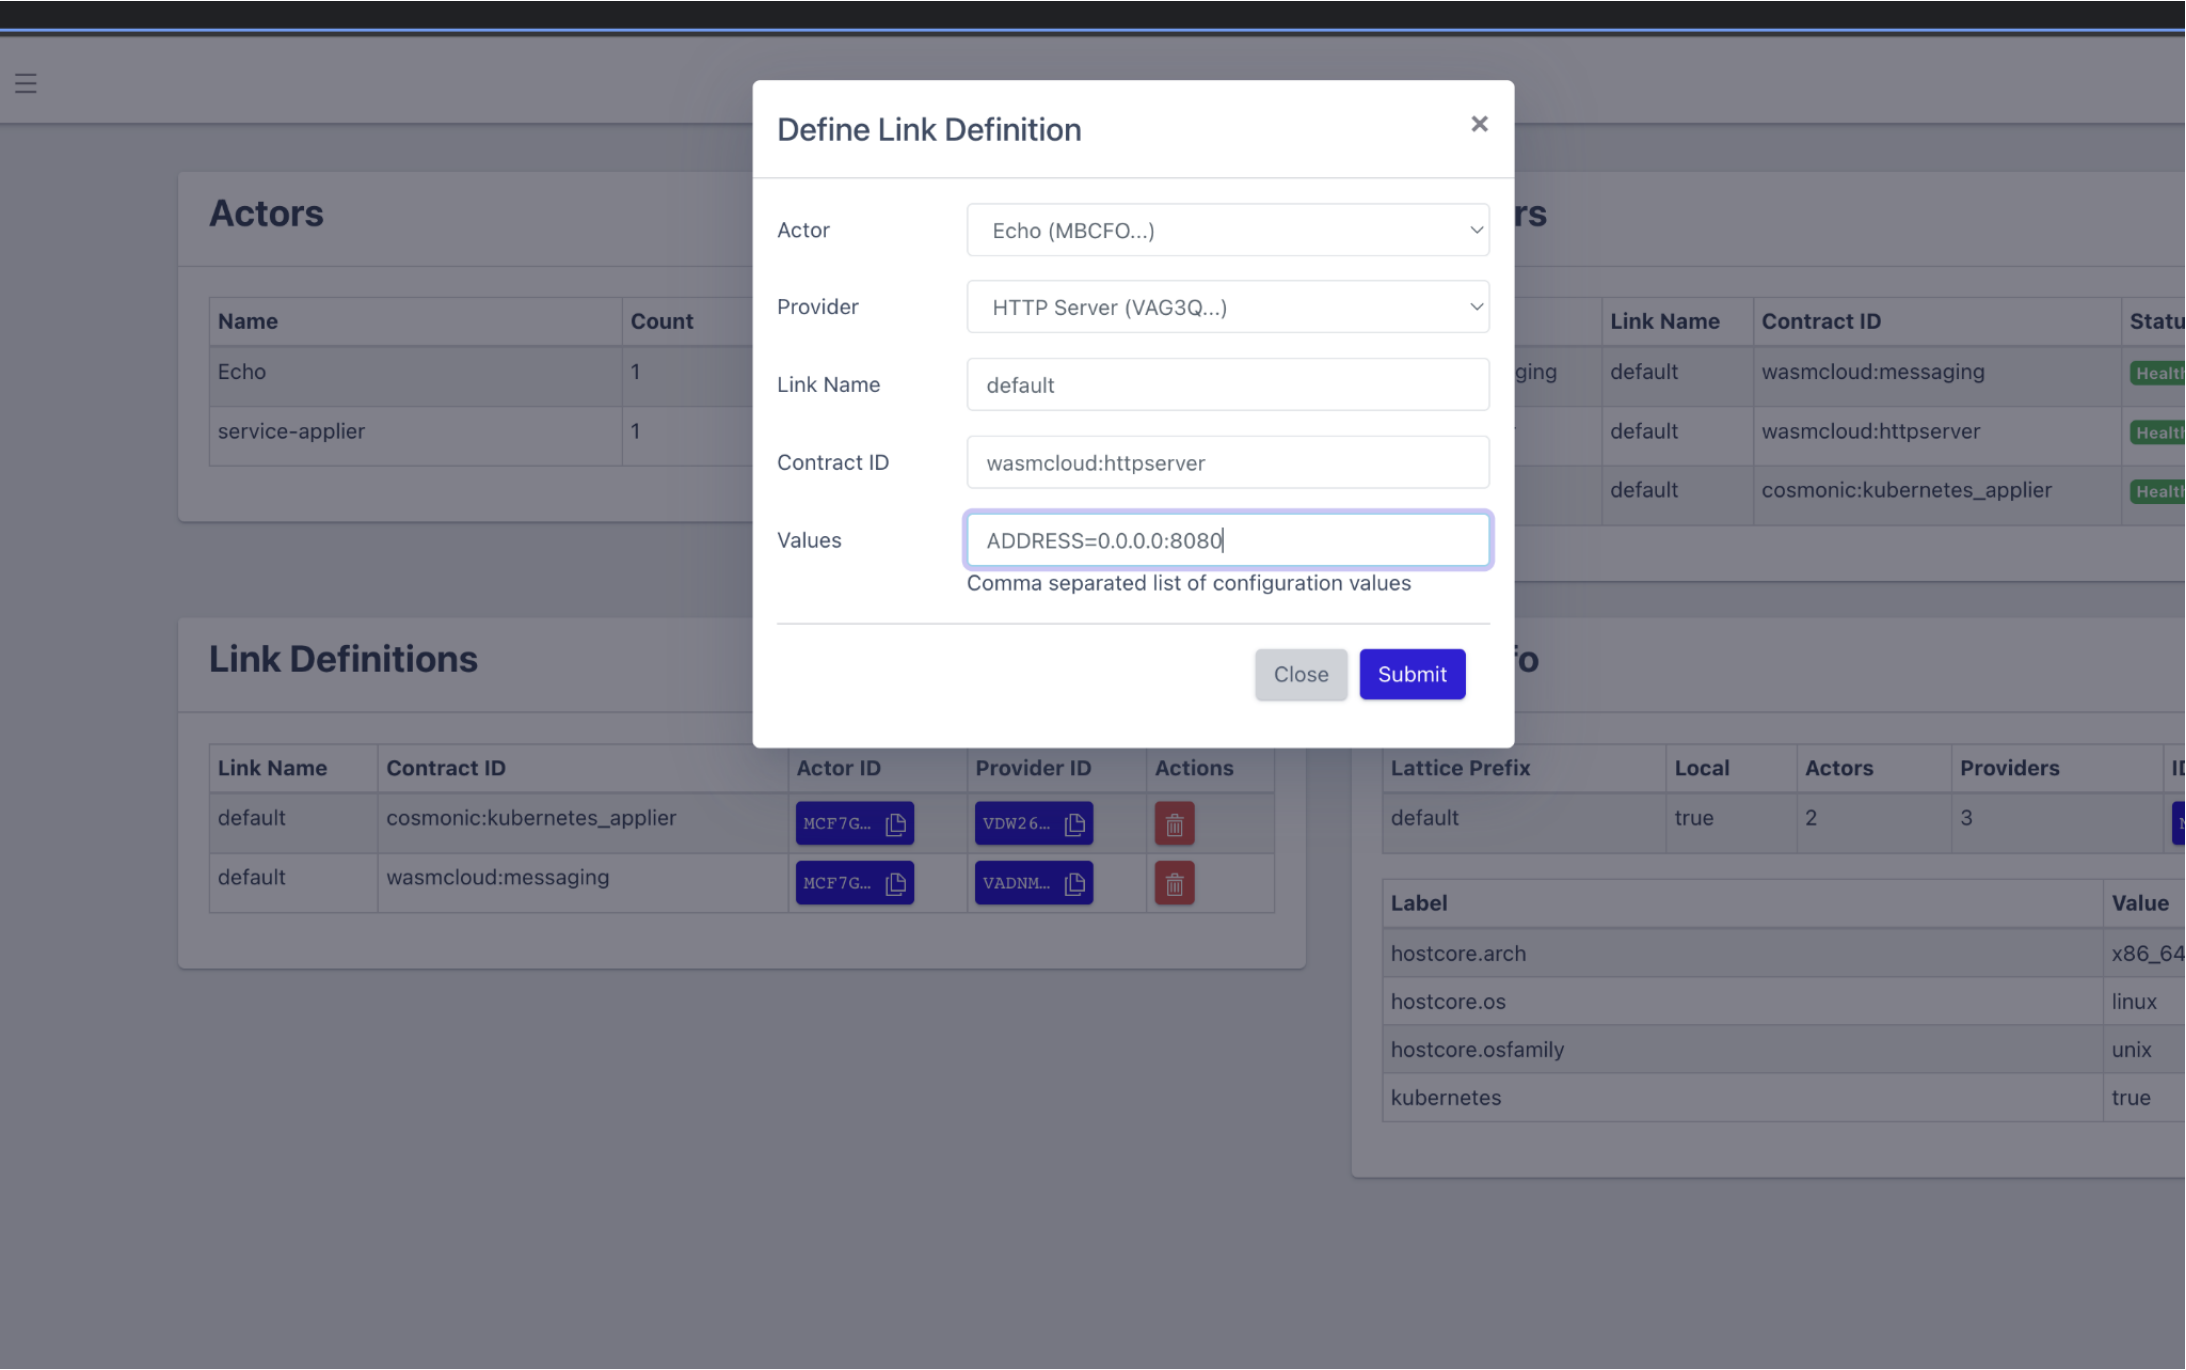 Define Link Definition
Actor
Echo (MBCFO...)
Provider
HTTP Server (VAG3Q...)
Link Name
default
Contract ID
wasmcloud:httpserver
Values
ADDRESS=0.0.0.0:8080
Comma separated list of configuration values
Close Submit
Actors
Name Count
Echo 1
service-applier 1
rs
Link Name Contract ID Statu
ging default wasmcloud:messaging Health
default wasmcloud:httpserver Health
default cosmonic:kubernetes_applier Health
Link Definitions
Link Name Contract ID Actor ID Provider ID Actions
default cosmonic:kubernetes_applier MCF7G… VDW26…
default wasmcloud:messaging MCF7G… VADNM…
fo
Lattice Prefix Local Actors Providers ID
default true 2 3
Label Value
hostcore.arch x86_64
hostcore.os linux
hostcore.osfamily unix
kubernetes true